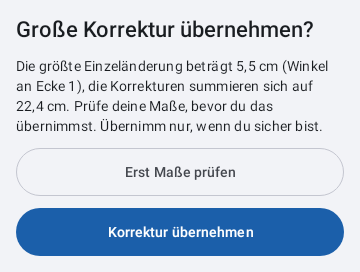 Große Korrektur übernehmen?
Die größte Einzeländerung beträgt 5,5 cm (Winkel
an Ecke 1), die Korrekturen summieren sich auf
22,4 cm. Prüfe deine Maße, bevor du das
übernimmst. Übernimm nur, wenn du sicher bist.
Erst Maße prüfen
Korrektur übernehmen